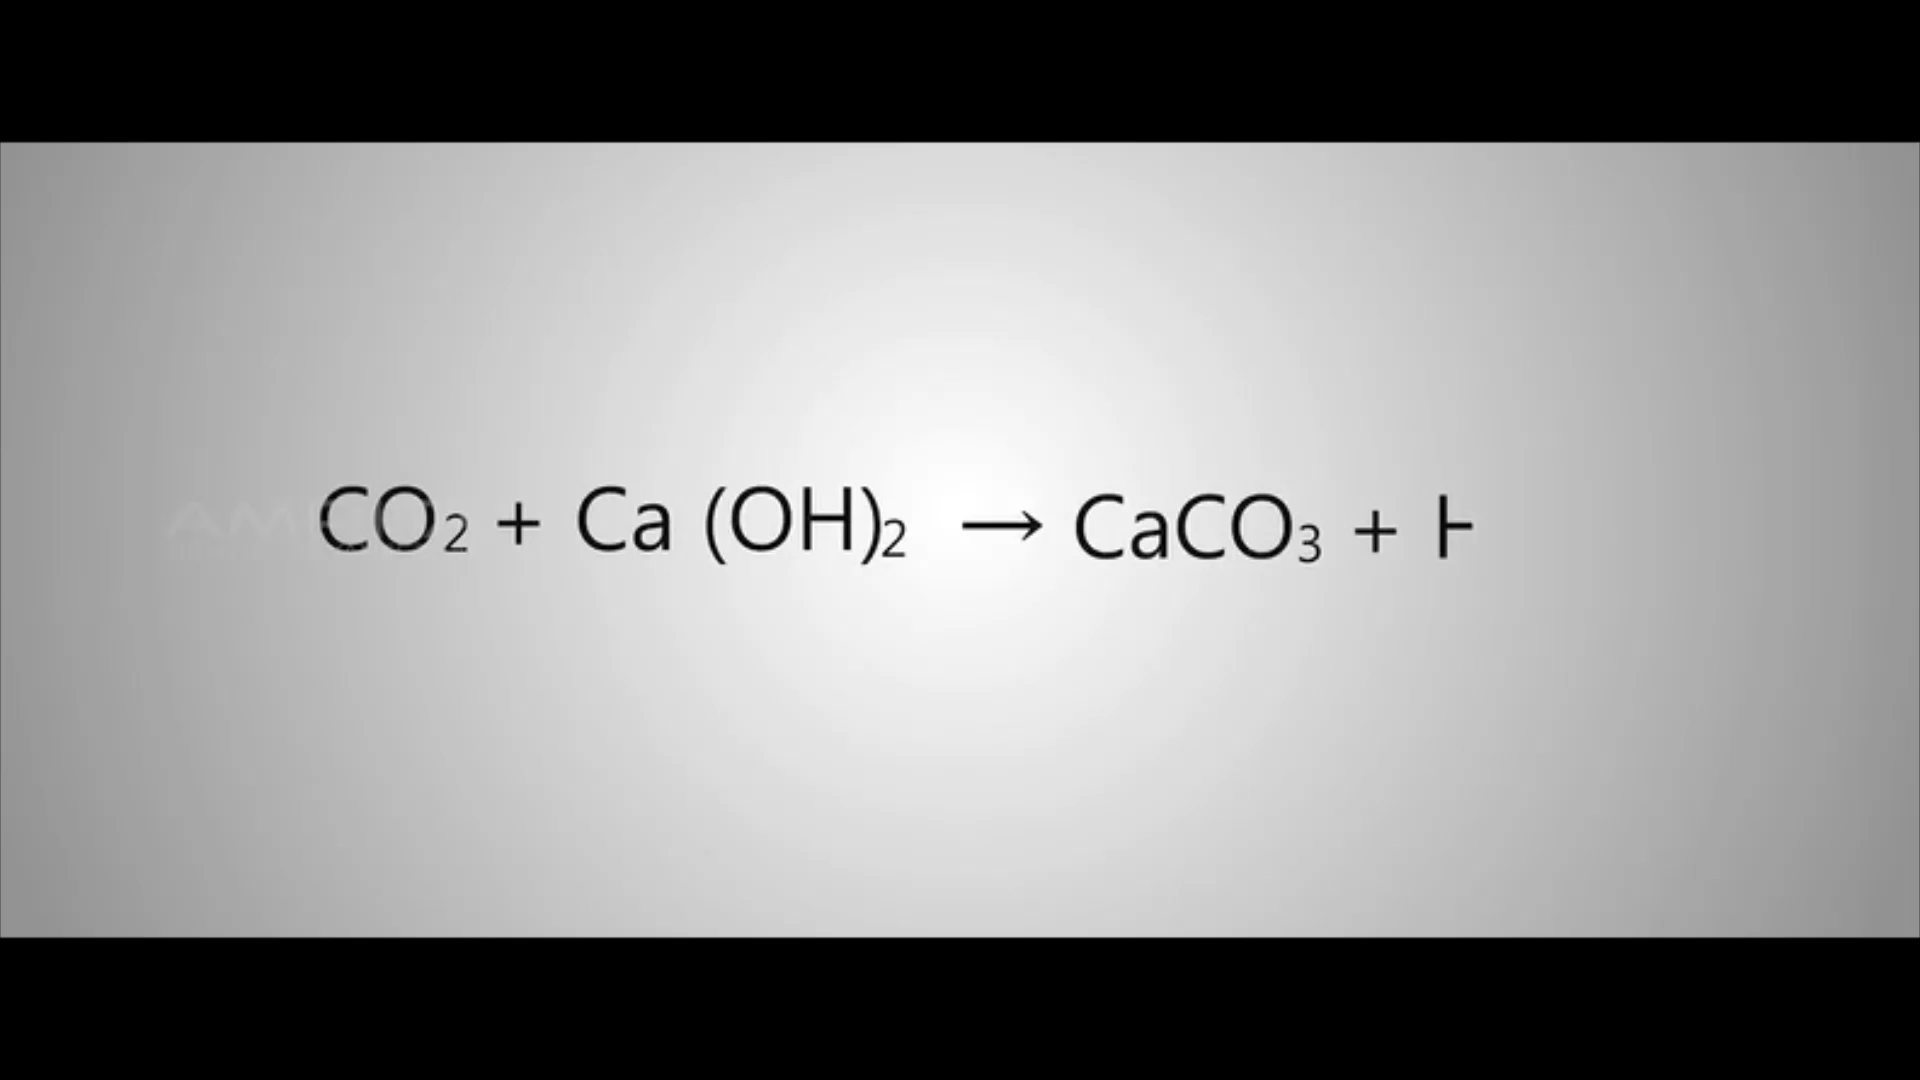 CO₂ + Ca (OH)₂ → CaCO₃ +